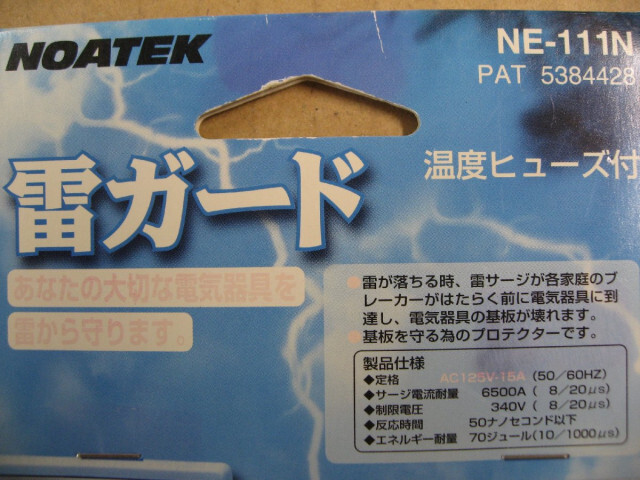 NOATEK
NE-111N
PAT 5384428
雷ガード
温度ヒューズ付
あなたの大切な電気器具を
雷から守ります。
雷が落ちる時、雷サージが各家庭のブ
レーカーがはたらく前に電気器具に到
達し、電気器具の基板が壊れます。
基板を守る為のプロテクターです。
製品仕様
◆定格 AC125V-15A (50/60HZ)
◆サージ電流耐量 6500A ( 8/20μs)
◆制限電圧 340V ( 8/20μs)
◆反応時間 50ナノセコンド以下
◆エネルギー耐量 70ジュール(10/1000μs)